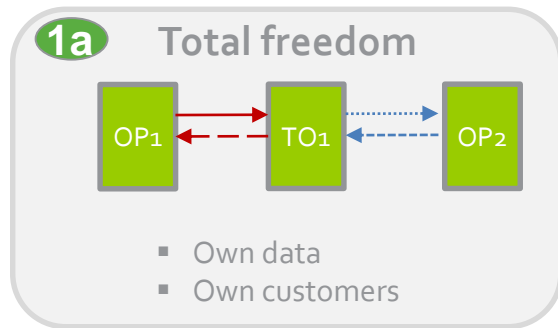 1a Total freedom
OP1 TO1 OP2
▪ Own data
▪ Own customers